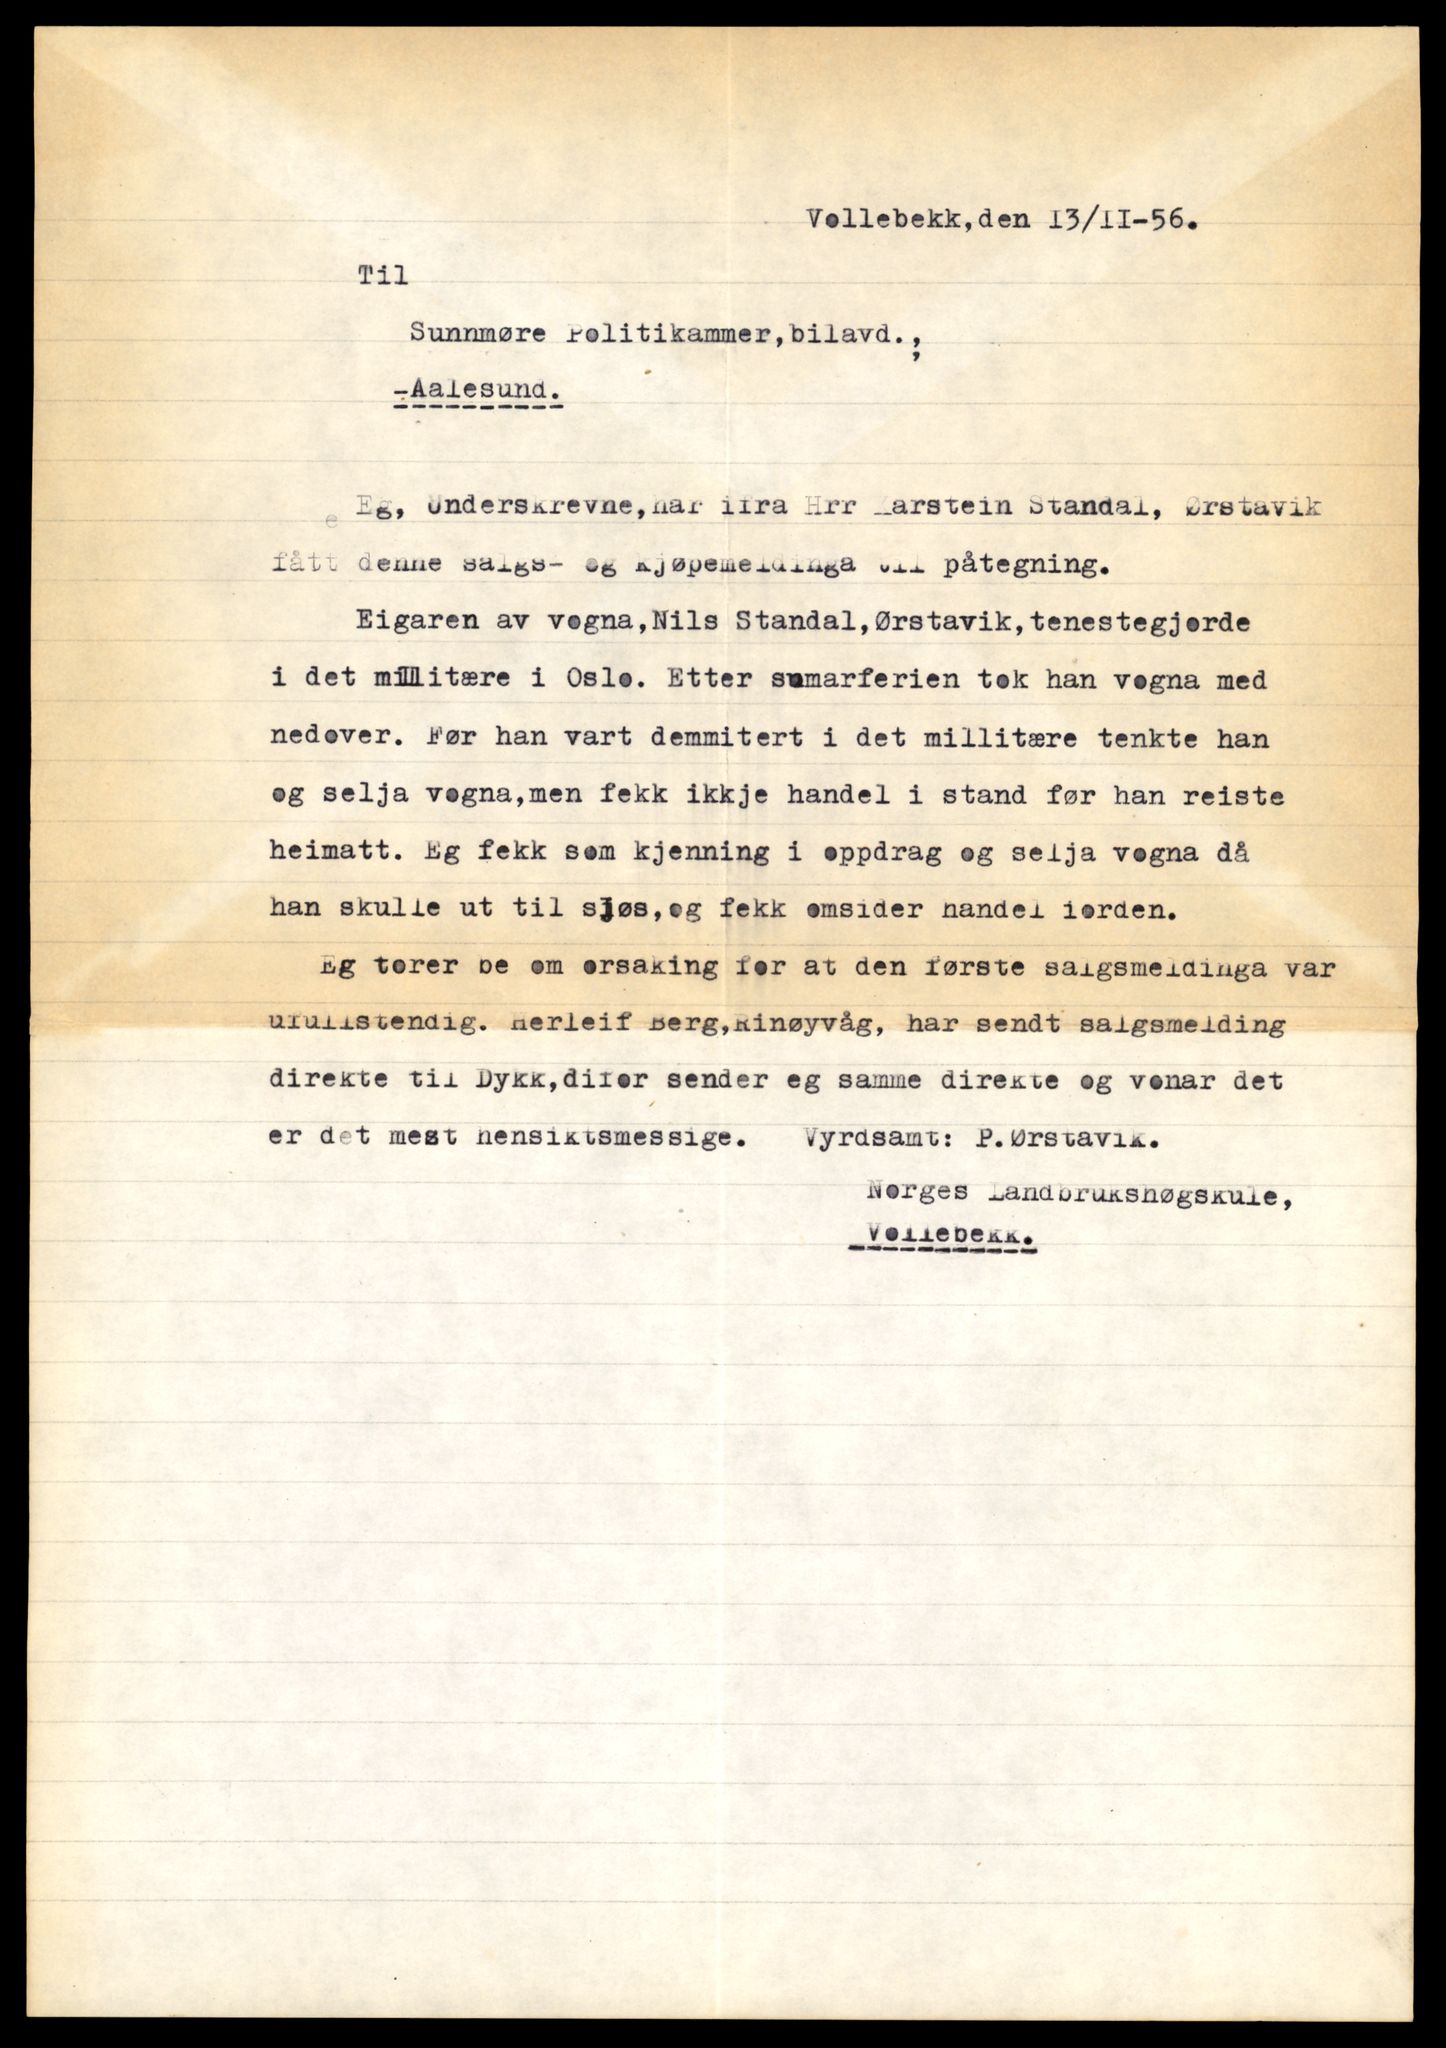 Vollebekk,den I3/II-56.
Til
Sunnmøre Politikammer,bilavd.,
-Aalesund.
Eg, Underskrevne,har ifra Hrr Karstein Standal, Ørstavik
fått denne salgs- og kjøpemeldinga til påtegning.
Eigaren av vogna,Nils Standal,Ørstavik,tenestegjorde
i det millitære i Oslo. Etter sumarferien tok han vogna med
nedover. Før han vart demmitert i det millitære tenkte han
og selja vogna,men fekk ikkje handel i stand før han reiste
heimatt. Eg fekk som kjenning i oppdrag og selja vogna då
han skulle ut til sjøs,og fekk omsider handel iorden.
Eg torer be om orsaking for at den første salgsmeldinga var
ufullstendig. Herleif Berg,Rinøyvåg, har sendt salgsmelding
direkte til Dykk,difor sender eg samme direkte og vonar det
er det mest hensiktsmessige. Vyrdsamt: P.Ørstavik.
Norges Landbrukshøgskule,
Vollebekk.